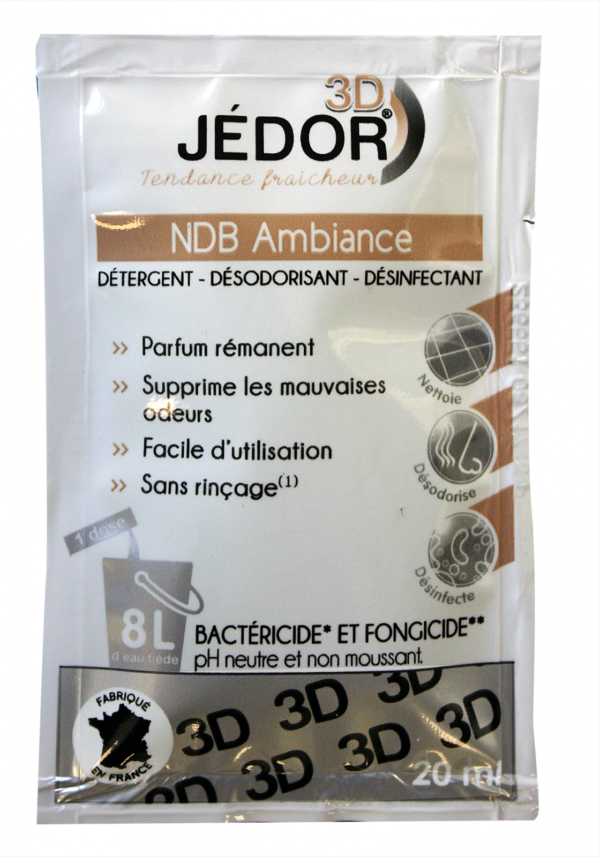 3D
JÉDOR®
Tendance fraicheur
NDB Ambiance
DÉTERGENT - DÉSODORISANT - DÉSINFECTANT
>> Parfum rémanent
>> Supprime les mauvaises
odeurs
>> Facile d'utilisation
>> Sans rinçage(1)
Nettoie
Désodorise
Désinfecte
1 dose
8L
d'eau tiède
BACTÉRICIDE* ET FONGICIDE**
pH neutre et non moussant.
FABRIQUÉ
EN FRANCE
3D 3D 3D
3D 3D 3D 3D
20 ml